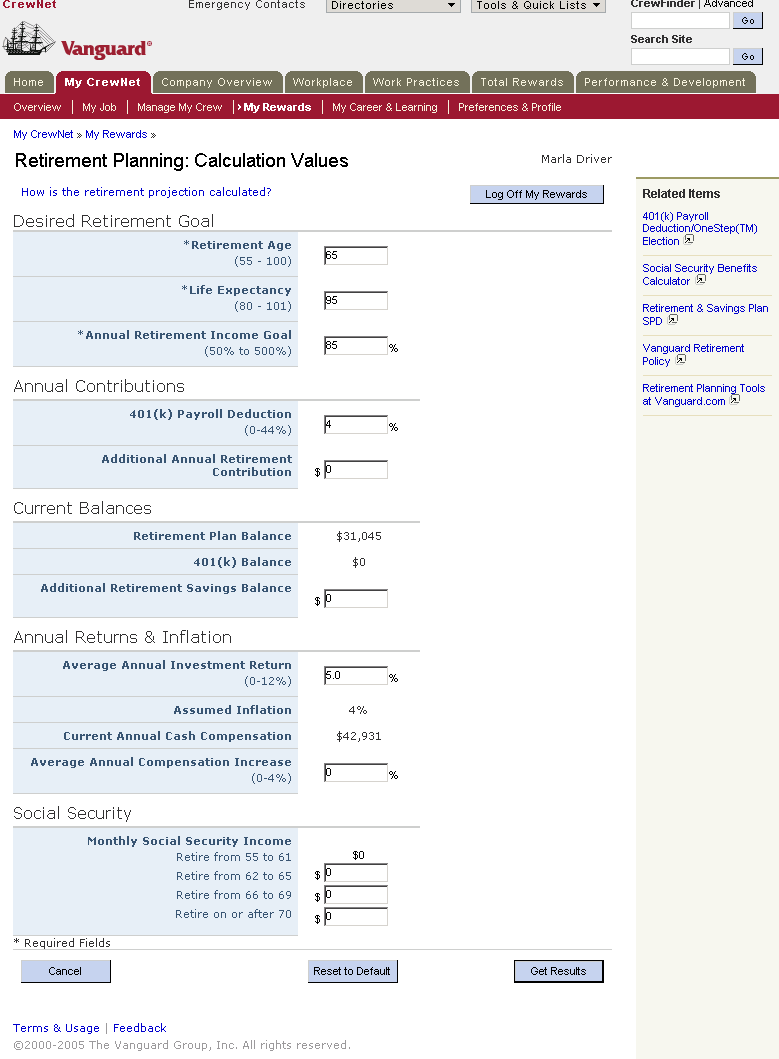 CrewNet
Emergency Contacts
Directories
Tools & Quick Lists
CrewFinder | Advanced
Go
Search Site
Go
Vanguard®
Home
My CrewNet
Company Overview
Workplace
Work Practices
Total Rewards
Performance & Development
Overview
My Job
Manage My Crew
My Rewards
My Career & Learning
Preferences & Profile
My CrewNet » My Rewards »
Retirement Planning: Calculation Values
Marla Driver
How is the retirement projection calculated?
Log Off My Rewards
Desired Retirement Goal
*Retirement Age
(55 - 100)
65
*Life Expectancy
(80 - 101)
95
*Annual Retirement Income Goal
(50% to 500%)
85 %
Annual Contributions
401(k) Payroll Deduction
(0-44%)
4 %
Additional Annual Retirement
Contribution
$ 0
Current Balances
Retirement Plan Balance $31,045
401(k) Balance $0
Additional Retirement Savings Balance
$ 0
Annual Returns & Inflation
Average Annual Investment Return
(0-12%)
5.0 %
Assumed Inflation 4%
Current Annual Cash Compensation $42,931
Average Annual Compensation Increase
(0-4%)
0 %
Social Security
Monthly Social Security Income
Retire from 55 to 61 $0
Retire from 62 to 65 $ 0
Retire from 66 to 69 $ 0
Retire on or after 70 $ 0
* Required Fields
Cancel
Reset to Default
Get Results
Terms & Usage | Feedback
©2000-2005 The Vanguard Group, Inc. All rights reserved.
Related Items
401(k) Payroll
Deduction/OneStep(TM)
Election
Social Security Benefits
Calculator
Retirement & Savings Plan
SPD
Vanguard Retirement
Policy
Retirement Planning Tools
at Vanguard.com